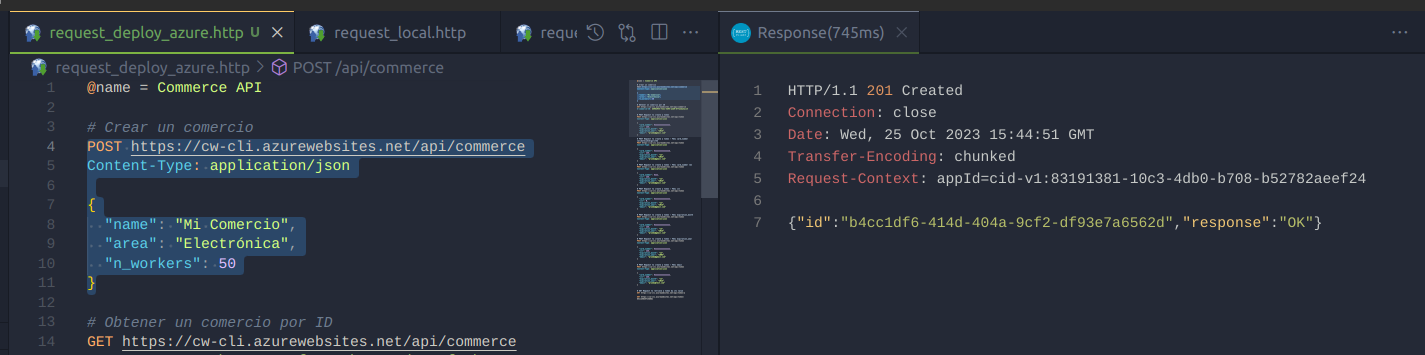 request_deploy_azure.http U
request_local.http
reque
Response(745ms)
request_deploy_azure.http > POST /api/commerce
1 @name = Commerce API
2
3 # Crear un comercio
4 POST https://cw-cli.azurewebsites.net/api/commerce
5 Content-Type: application/json
6
7 {
8 "name": "Mi Comercio",
9 "area": "Electrónica",
10 "n_workers": 50
11 }
12
13 # Obtener un comercio por ID
14 GET https://cw-cli.azurewebsites.net/api/commerce
1 HTTP/1.1 201 Created
2 Connection: close
3 Date: Wed, 25 Oct 2023 15:44:51 GMT
4 Transfer-Encoding: chunked
5 Request-Context: appId=cid-v1:83191381-10c3-4db0-b708-b52782aeef24
6
7 {"id":"b4cc1df6-414d-404a-9cf2-df93e7a6562d","response":"OK"}